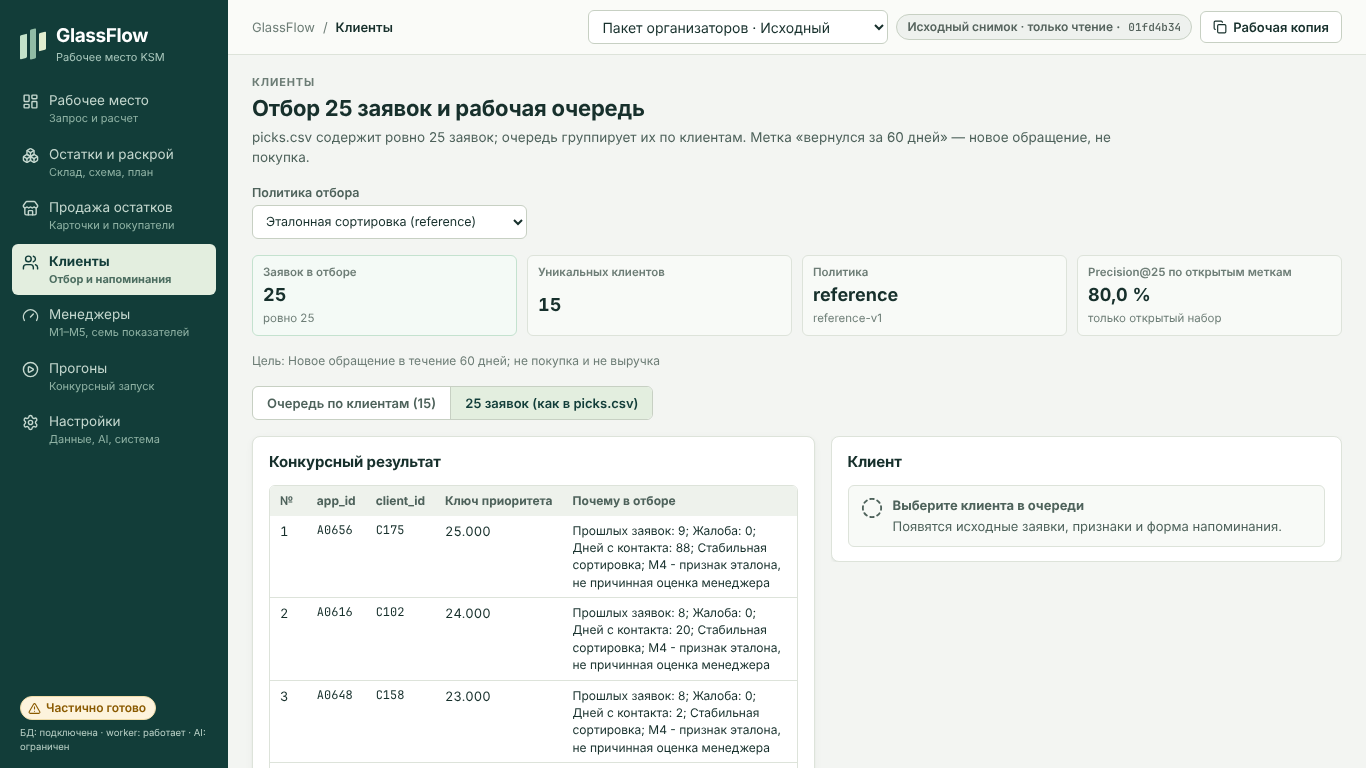 GlassFlow
Рабочее место KSM
Рабочее место
Запрос и расчет
Остатки и раскрой
Склад, схема, план
Продажа остатков
Карточки и покупатели
Клиенты
Отбор и напоминания
Менеджеры
М1–М5, семь показателей
Прогоны
Конкурсный запуск
Настройки
Данные, AI, система
Частично готово
БД: подключена · worker: работает · AI:
ограничен
GlassFlow / Клиенты
Пакет организаторов · Исходный
Исходный снимок · только чтение · 01fd4b34
Рабочая копия
КЛИЕНТЫ
Отбор 25 заявок и рабочая очередь
picks.csv содержит ровно 25 заявок; очередь группирует их по клиентам. Метка «вернулся за 60 дней» — новое обращение, не
покупка.
Политика отбора
Эталонная сортировка (reference)
Заявок в отборе
25
ровно 25
Уникальных клиентов
15
Политика
reference
reference-v1
Precision@25 по открытым меткам
80,0 %
только открытый набор
Цель: Новое обращение в течение 60 дней; не покупка и не выручка
Очередь по клиентам (15)
25 заявок (как в picks.csv)
Конкурсный результат
№ app_id client_id Ключ приоритета Почему в отборе
1 A0656 C175 25.000 Прошлых заявок: 9; Жалоба: 0;
Дней с контакта: 88; Стабильная
сортировка; М4 - признак эталона,
не причинная оценка менеджера
2 A0616 C102 24.000 Прошлых заявок: 8; Жалоба: 0;
Дней с контакта: 20; Стабильная
сортировка; М4 - признак эталона,
не причинная оценка менеджера
3 A0648 C158 23.000 Прошлых заявок: 8; Жалоба: 0;
Дней с контакта: 2; Стабильная
сортировка; М4 - признак эталона,
не причинная оценка менеджера
Клиент
Выберите клиента в очереди
Появятся исходные заявки, признаки и форма напоминания.